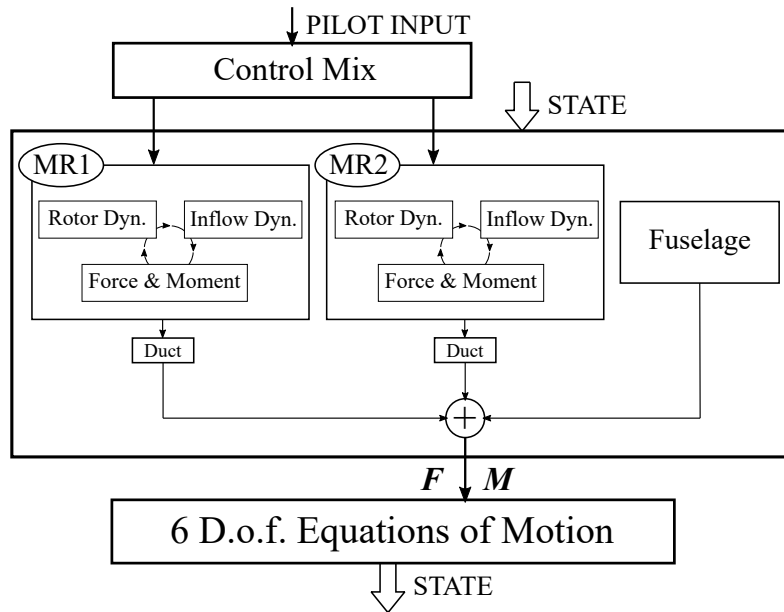 PILOT INPUT
Control Mix
STATE
MR1
MR2
Rotor Dyn.
Inflow Dyn.
Force & Moment
Rotor Dyn.
Inflow Dyn.
Force & Moment
Fuselage
Duct
Duct
+
F M
6 D.o.f. Equations of Motion
STATE